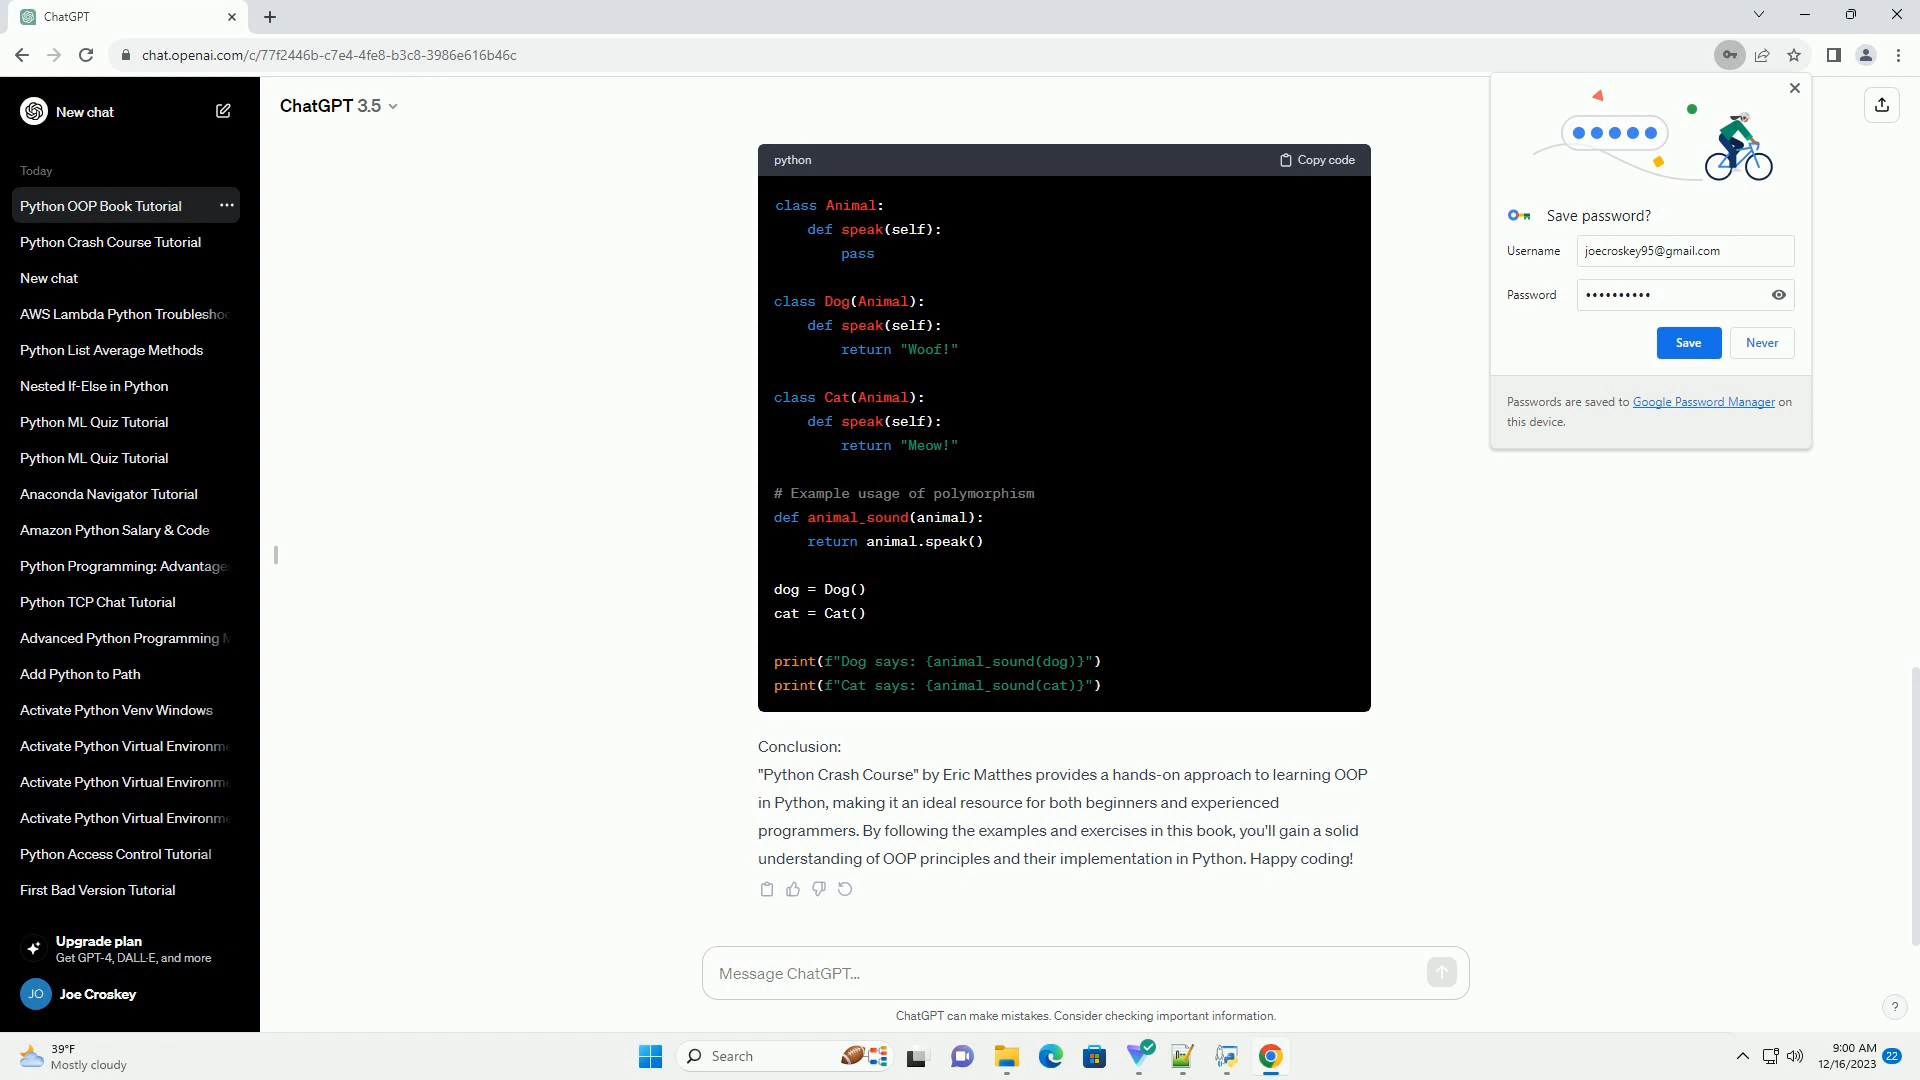 ChatGPT
chat.openai.com/c/77f2446b-c7e4-4fe8-b3c8-3986e616b46c
New chat
Today
Python OOP Book Tutorial
Python Crash Course Tutorial
New chat
AWS Lambda Python Troubleshoo
Python List Average Methods
Nested If-Else in Python
Python ML Quiz Tutorial
Python ML Quiz Tutorial
Anaconda Navigator Tutorial
Amazon Python Salary & Code
Python Programming: Advantage
Python TCP Chat Tutorial
Advanced Python Programming
Add Python to Path
Activate Python Venv Windows
Activate Python Virtual Environme
Activate Python Virtual Environme
Activate Python Virtual Environme
Python Access Control Tutorial
First Bad Version Tutorial
Upgrade plan
Get GPT-4, DALL·E, and more
JO Joe Croskey
ChatGPT 3.5
python Copy code
class Animal:
    def speak(self):
        pass
class Dog(Animal):
    def speak(self):
        return "Woof!"
class Cat(Animal):
    def speak(self):
        return "Meow!"
# Example usage of polymorphism
def animal_sound(animal):
    return animal.speak()
dog = Dog()
cat = Cat()
print(f"Dog says: {animal_sound(dog)}")
print(f"Cat says: {animal_sound(cat)}")
Conclusion:
"Python Crash Course" by Eric Matthes provides a hands-on approach to learning OOP
in Python, making it an ideal resource for both beginners and experienced
programmers. By following the examples and exercises in this book, you'll gain a solid
understanding of OOP principles and their implementation in Python. Happy coding!
Message ChatGPT...
ChatGPT can make mistakes. Consider checking important information.
?
Save password?
Username joecroskey95@gmail.com
Password ••••••••••
Save Never
Passwords are saved to Google Password Manager on
this device.
39°F
Mostly cloudy
Search
9:00 AM
12/16/2023
22